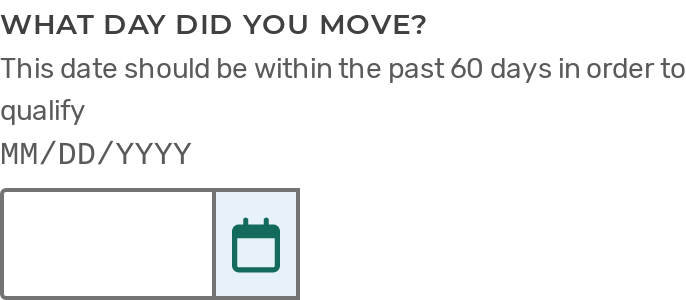 WHAT DAY DID YOU MOVE?
This date should be within the past 60 days in order to
qualify
MM/DD/YYYY